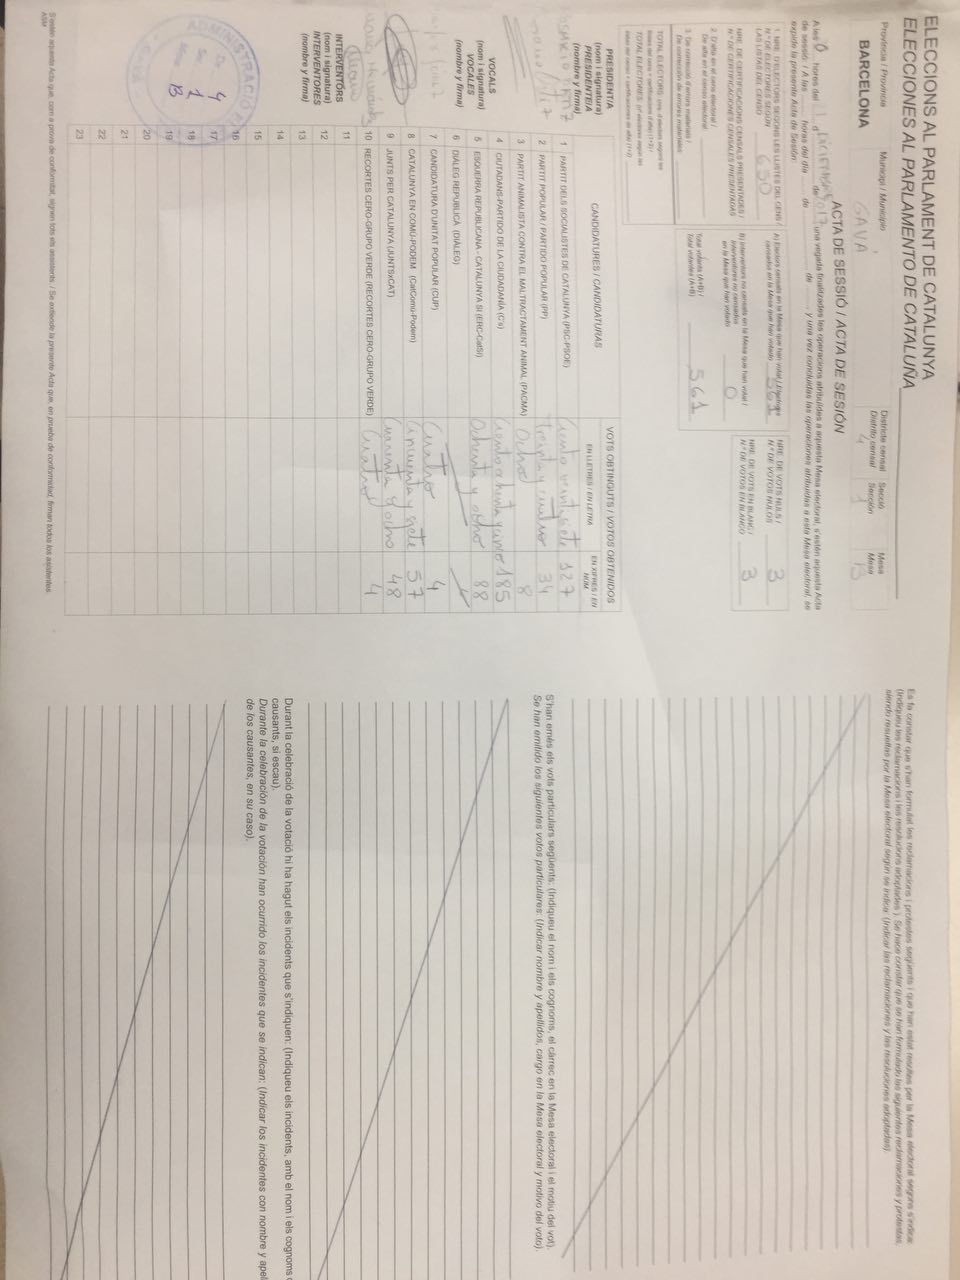 ELECCIONS AL PARLAMENT DE CATALUNYA
ELECCIONES AL PARLAMENTO DE CATALUÑA
Província / Provincia
BARCELONA
Municipi / Municipio
GAVA
Districte censal
Distrito censal
4
Secció
Sección
1
Mesa
Mesa
B
ACTA DE SESSIÓ / ACTA DE SESIÓN
una vegada finalitzades les operacions atribuïdes a aquesta Mesa electoral, s'estén aquesta Acta
de sessió. / A las horas del día de de y una vez concluidas las operaciones atribuidas a esta Mesa electoral, se
expide la presente Acta de Sesión.
1. NRE. D'ELECTORS SEGONS LES LLISTES DEL CENS /
N.º DE ELECTORES SEGÚN
LAS LISTAS DEL CENSO 650
NRE. DE CERTIFICACIONS CENSALS PRESENTADES /
N.º DE CERTIFICACIONES CENSALES PRESENTADAS
2. D'alta en el cens electoral /
De alta en el censo electoral:
3. De correcció d'errors materials /
De corrección de errores materiales:
A) Electors censats en la Mesa que han votat / Electores
censados en la Mesa que han votado 561
B) Interventors no censats en la Mesa que han votat /
Interventores no censados
en la Mesa que han votado 0
Total votants (A+B) /
Total votantes (A+B) 561
NRE. DE VOTS NULS /
N.º DE VOTOS NULOS 3
NRE. DE VOTS EN BLANC /
N.º DE VOTOS EN BLANCO 3
PRESIDÈNCIA
(nom i signatura)
PRESIDENTE/A
(nombre y firma)
VOCALS
(nom i signatura)
VOCALES
(nombre y firma)
INTERVENTORS
(nom i signatura)
INTERVENTORES
(nombre y firma)
CANDIDATURES / CANDIDATURAS
VOTS OBTINGUTS / VOTOS OBTENIDOS
EN LLETRES / EN LETRA
EN XIFRES / EN NÚM.
1 PARTIT DELS SOCIALISTES DE CATALUNYA (PSC-PSOE) Ciento veintisiete 127
2 PARTIT POPULAR / PARTIDO POPULAR (PP) treinta y cuatro 34
3 PARTIT ANIMALISTA CONTRA EL MALTRACTAMENT ANIMAL (PACMA) Ocho 8
4 CIUTADANS-PARTIDO DE LA CIUDADANÍA (C's) Ciento ochenta y cinco 185
5 ESQUERRA REPUBLICANA - CATALUNYA SÍ (ERC-CatSí) Ochenta y ocho 88
6 DIÀLEG REPUBLICÀ (DIÀLEG)
7 CANDIDATURA D'UNITAT POPULAR (CUP) Cuatro 4
8 CATALUNYA EN COMÚ-PODEM (CatComú-Podem) Cincuenta y siete 57
9 JUNTS PER CATALUNYA (JUNTSxCAT) Cuarenta y ocho 48
10 RECORTES CERO-GRUPO VERDE (RECORTES CERO-GRUPO VERDE) Cuatro 4
11
12
13
14
15
16
17
18
19
20
21
22
23
4
1
B
S'estén aquesta Acta que, com a prova de conformitat, signen tots els assistents. / Se extiende la presente Acta que, en prueba de conformidad, firman todos los asistentes.
Es fa constar que s'han formulat les reclamacions i protestes següents i que han estat resoltes per la Mesa electoral segons s'indica:
(Indiqueu les reclamacions i les resolucions adoptades.) Se hace constar que se han formulado las siguientes reclamaciones y protestas,
siendo resueltas por la Mesa electoral según se indica: (Indicar las reclamaciones y las resoluciones adoptadas).
S'han emès els vots particulars següents: (Indiqueu el nom i els cognoms, el càrrec en la Mesa electoral i el motiu del vot).
Se han emitido los siguientes votos particulares: (Indicar nombre y apellidos, cargo en la Mesa electoral y motivo del voto).
Durant la celebració de la votació hi ha hagut els incidents que s'indiquen: (Indiqueu els incidents, amb el nom i els cognoms
causants, si escau).
Durante la celebración de la votación han ocurrido los incidentes que se indican: (Indicar los incidentes con nombre y apel
de los causantes, en su caso).